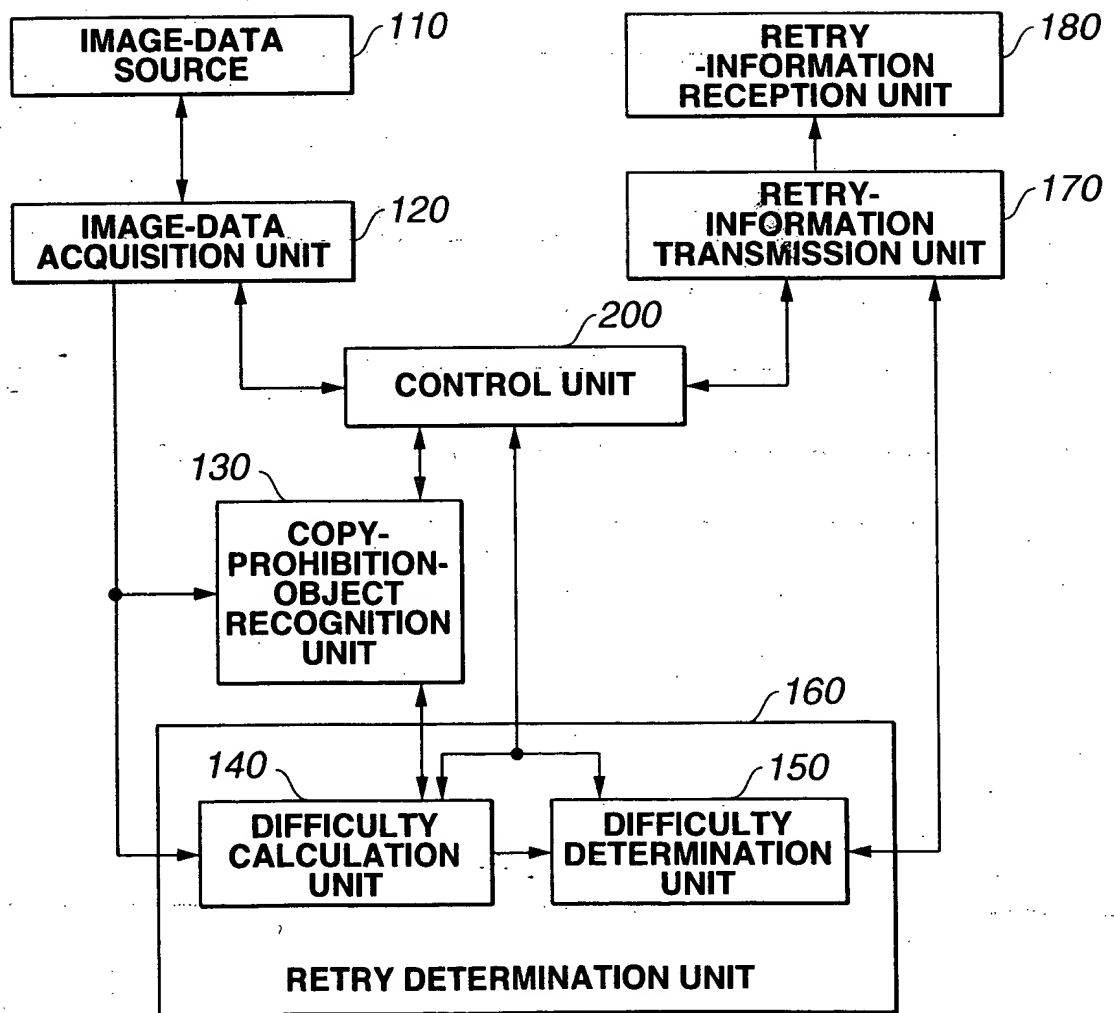 IMAGE-DATA
SOURCE
110
RETRY
-INFORMATION
RECEPTION UNIT
180
IMAGE-DATA
ACQUISITION UNIT
120
RETRY-
INFORMATION
TRANSMISSION UNIT
170
200
CONTROL UNIT
130
COPY-
PROHIBITION-
OBJECT
RECOGNITION
UNIT
160
140
DIFFICULTY
CALCULATION
UNIT
150
DIFFICULTY
DETERMINATION
UNIT
RETRY DETERMINATION UNIT